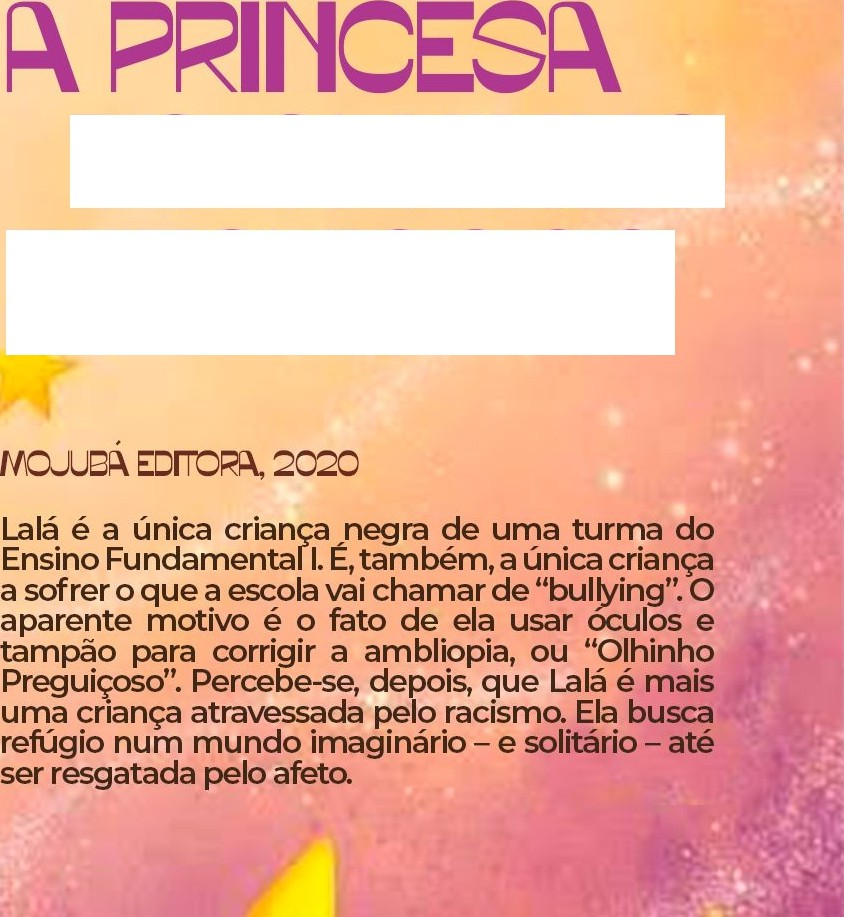 A PRINCESA
MOJUBÁ EDITORA, 2020
Lalá é a única criança negra de uma turma do
Ensino Fundamental I. É, também, a única criança
a sofrer o que a escola vai chamar de “bullying”. O
aparente motivo é o fato de ela usar óculos e
tampão para corrigir a ambliopia, ou “Olhinho
Preguiçoso”. Percebe-se, depois, que Lalá é mais
uma criança atravessada pelo racismo. Ela busca
refúgio num mundo imaginário – e solitário – até
ser resgatada pelo afeto.